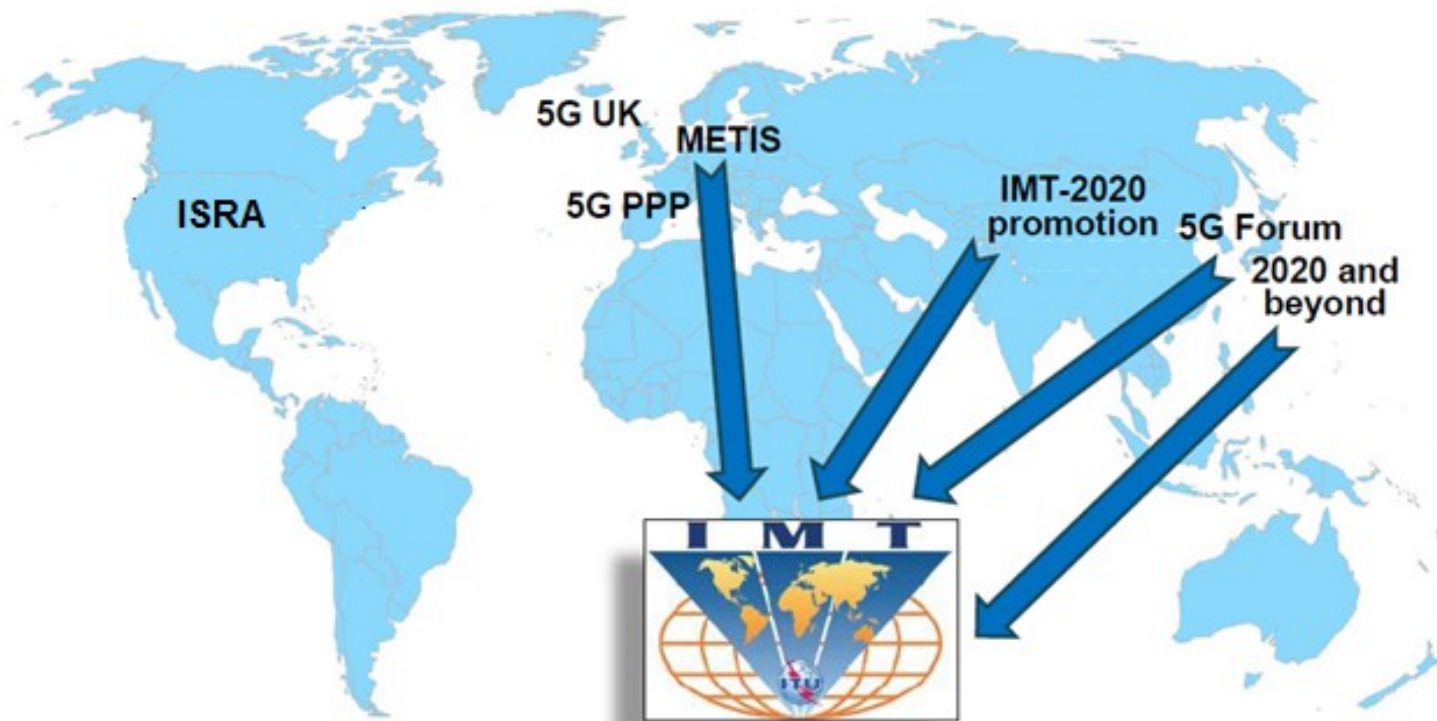 5G UK
METIS
ISRA
5G PPP
IMT-2020
promotion
5G Forum
2020 and
beyond
I M T
ITU